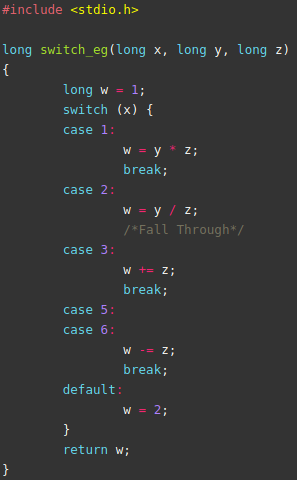 #include <stdio.h>

long switch_eg(long x, long y, long z)
{
        long w = 1;
        switch (x) {
        case 1:
                w = y * z;
                break;
        case 2:
                w = y / z;
                /*Fall Through*/
        case 3:
                w += z;
                break;
        case 5:
        case 6:
                w -= z;
                break;
        default:
                w = 2;
        }
        return w;
}